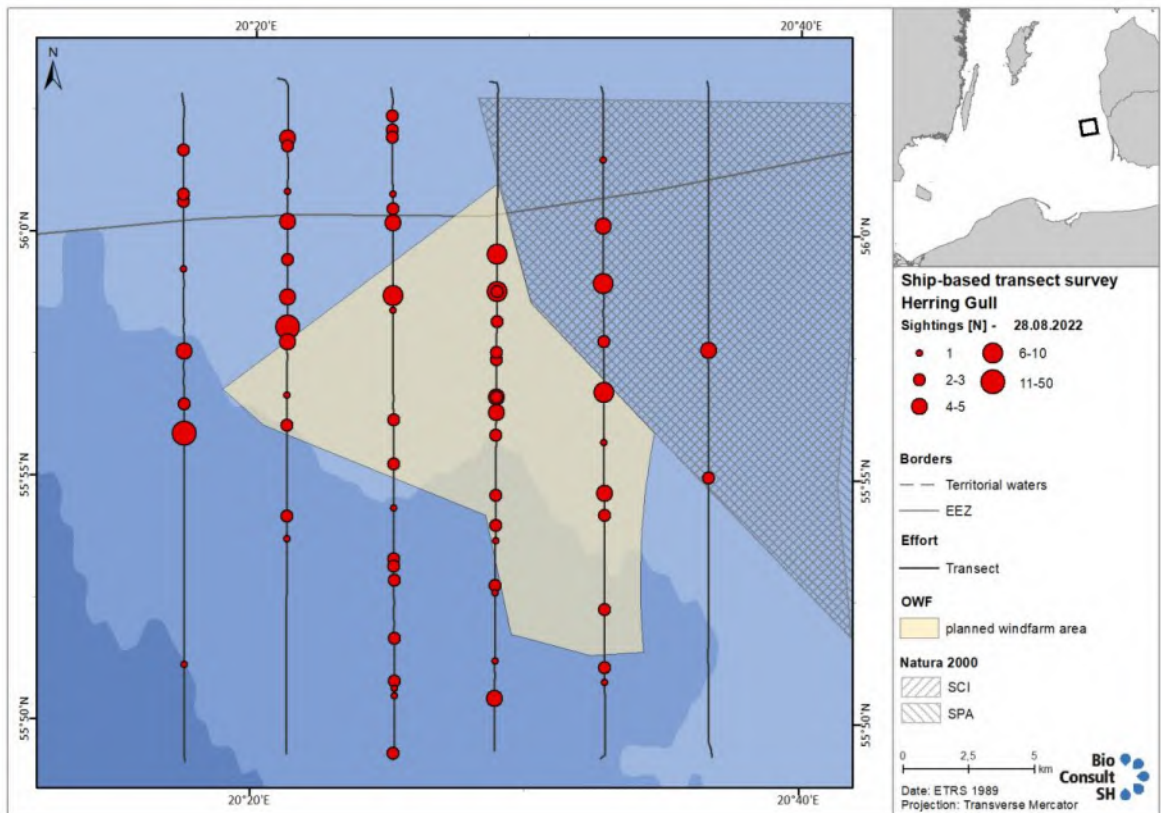 20°20'E
20°40'E
N
56°0'N
56°0'N
55°55'N
55°55'N
55°50'N
55°50'N
20°20'E
20°40'E
Ship-based transect survey
Herring Gull
Sightings [N] - 28.08.2022
1
6-10
2-3
11-50
4-5
Borders
Territorial waters
EEZ
Effort
Transect
OWF
planned windfarm area
Natura 2000
SCI
SPA
0 2,5 5
km
Date: ETRS 1989
Projection: Transverse Mercator
Bio
Consult
SH